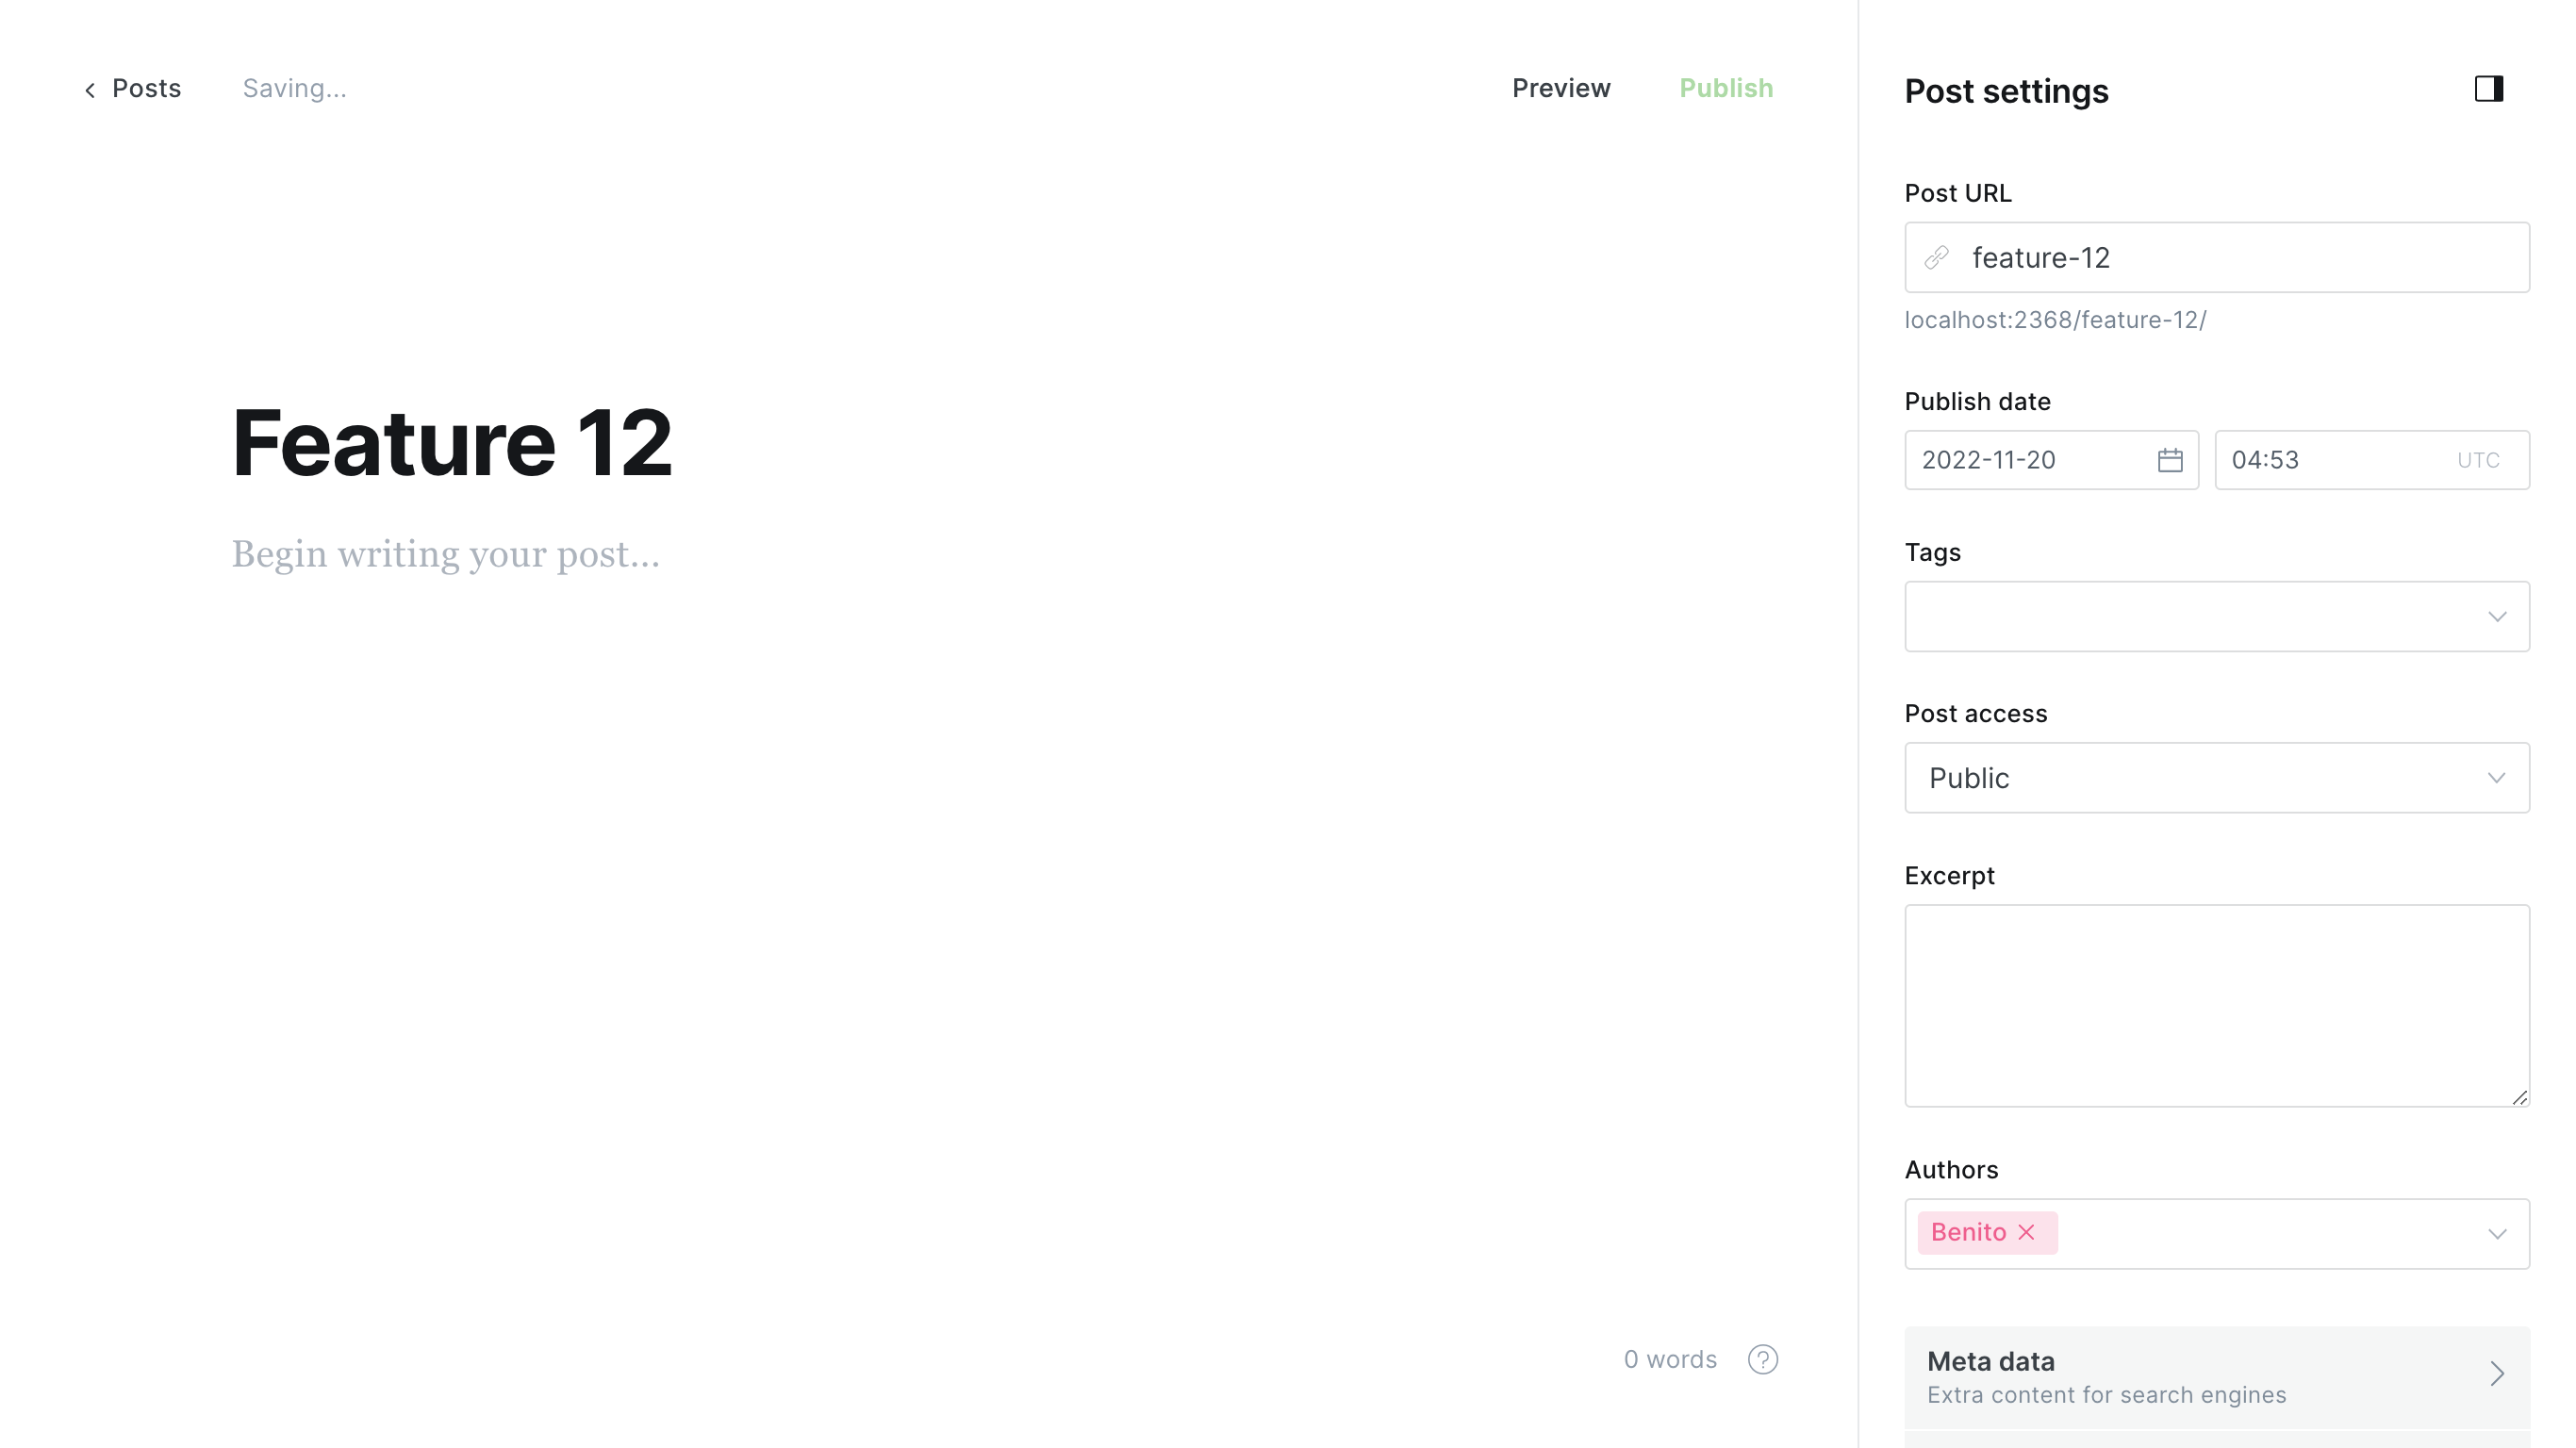 Posts
Saving...
Preview
Publish
Feature 12
Begin writing your post...
0 words
?
Post settings
Post URL
feature-12
localhost:2368/feature-12/
Publish date
2022-11-20
04:53
UTC
Tags
Post access
Public
Excerpt
Authors
Benito
Meta data
Extra content for search engines